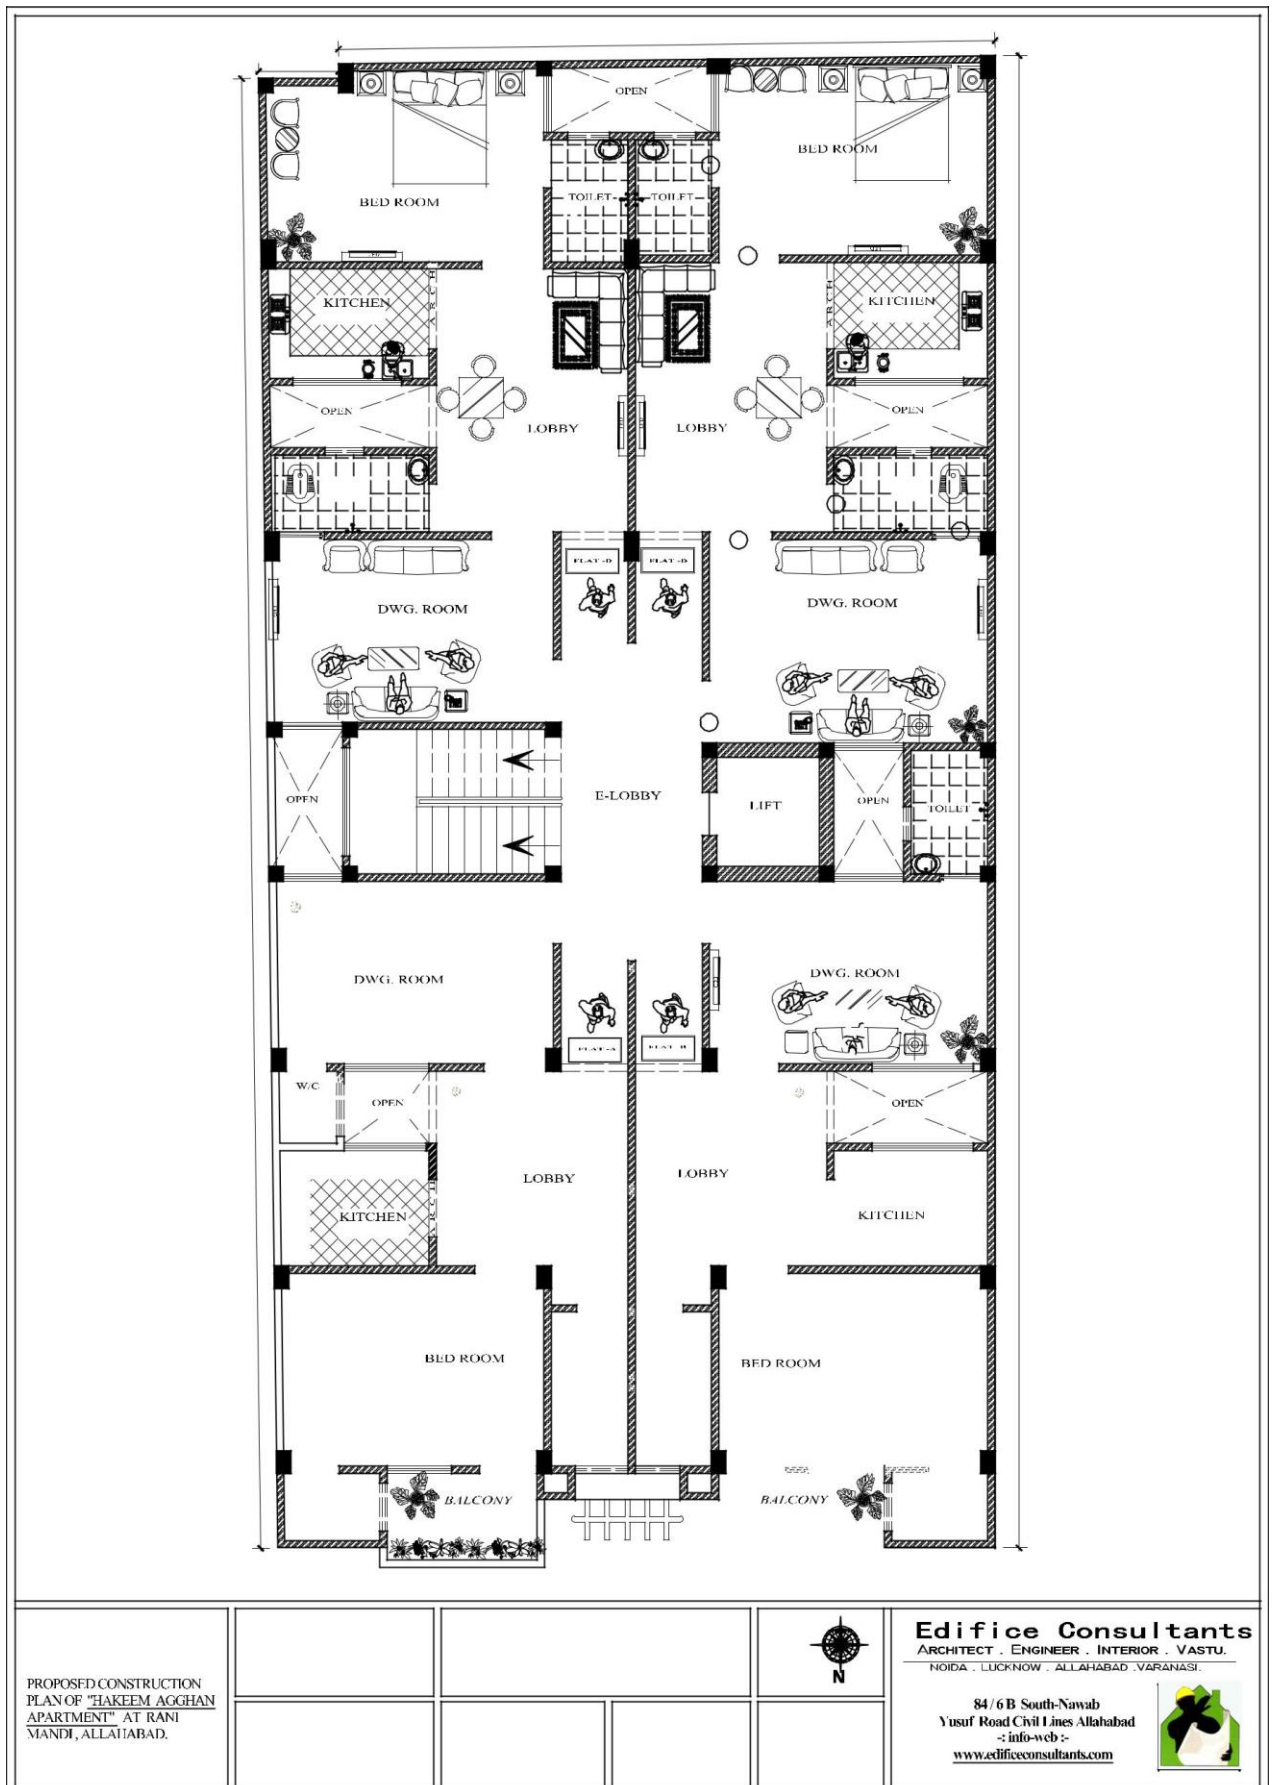 OPEN
BED ROOM
BED ROOM
TOILET
TOILET
KITCHEN
ARCH
ARCH
KITCHEN
OPEN
LOBBY
LOBBY
OPEN
FLAT -D
FLAT -D
DWG. ROOM
DWG. ROOM
OPEN
E-LOBBY
LIFT
OPEN
TOILET
DWG. ROOM
DWG. ROOM
FLAT -A
FLAT -B
W/C
OPEN
OPEN
LOBBY
LOBBY
KITCHEN
ARCH
KITCHEN
BED ROOM
BED ROOM
BALCONY
BALCONY
PROPOSED CONSTRUCTION
PLAN OF "HAKEEM AGGHAN
APARTMENT" AT RANI
MANDI, ALLAHABAD.
N
Edifice Consultants
ARCHITECT . ENGINEER . INTERIOR . VASTU.
NOIDA . LUCKNOW . ALLAHABAD .VARANASI.
84 / 6 B South-Nawab
Yusuf Road Civil Lines Allahabad
-: info-web :-
www.edificeconsultants.com